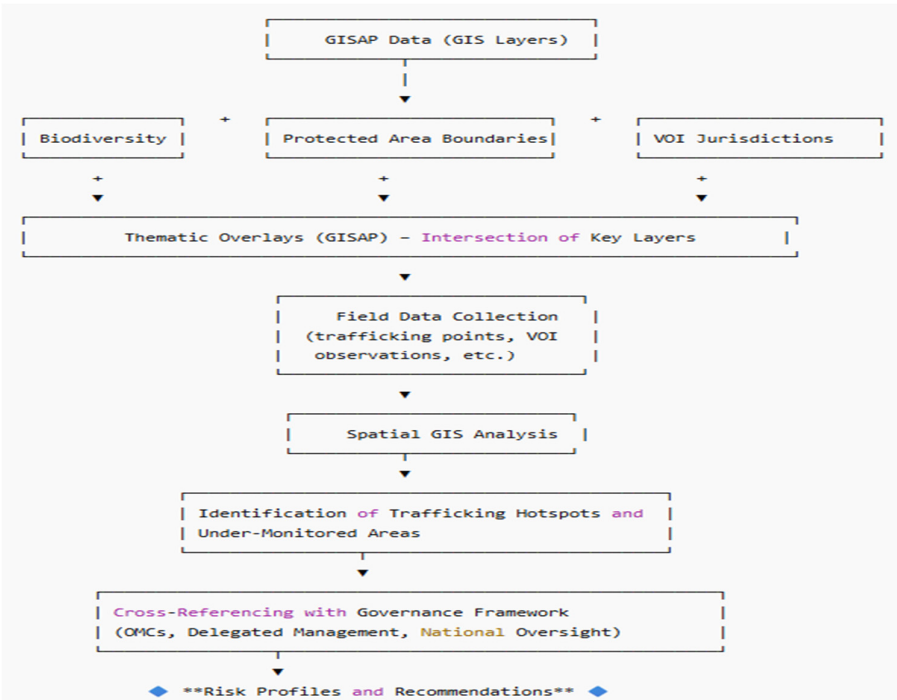 GISAP Data (GIS Layers)
Biodiversity + Protected Area Boundaries + VOI Jurisdictions
+ + +
Thematic Overlays (GISAP) – Intersection of Key Layers
Field Data Collection
(trafficking points, VOI
observations, etc.)
Spatial GIS Analysis
Identification of Trafficking Hotspots and
Under-Monitored Areas
Cross-Referencing with Governance Framework
(OMCs, Delegated Management, National Oversight)
**Risk Profiles and Recommendations**